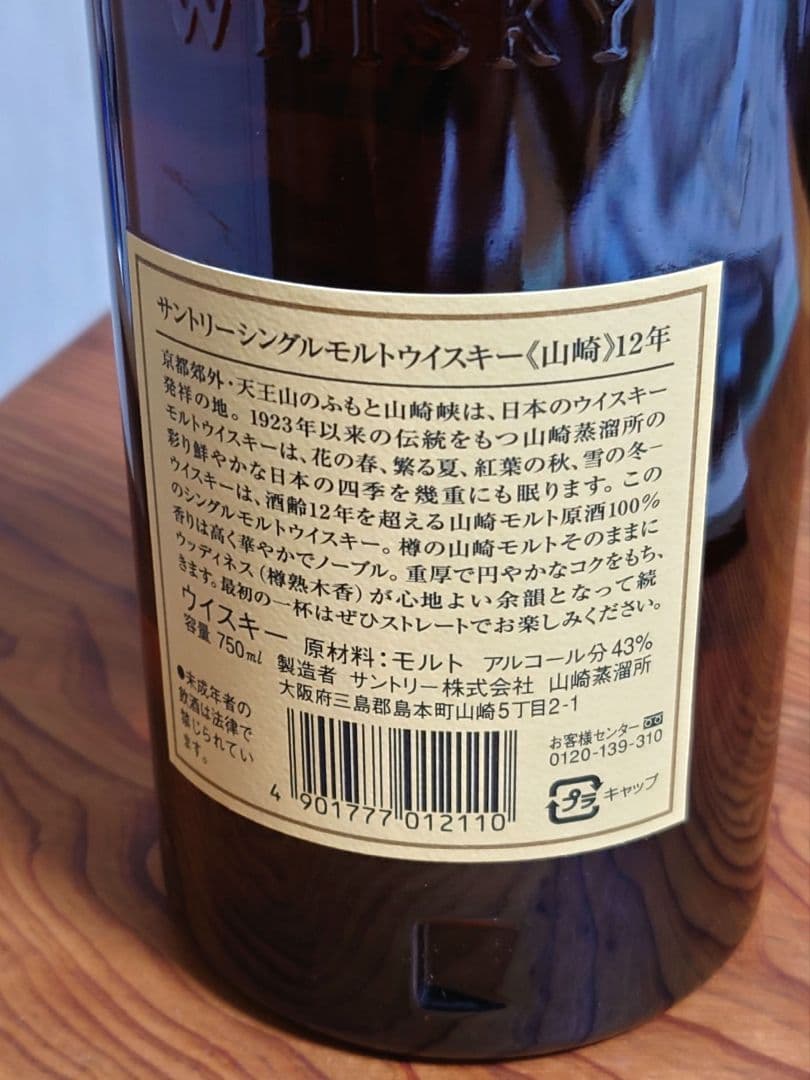 WHISKY
サントリーシングルモルトウイスキー《山崎》12年
京都郊外・天王山のふもと山崎峡は、日本のウイスキー
発祥の地。1923年以来の伝統をもつ山崎蒸溜所の
モルトウイスキーは、花の春、繁る夏、紅葉の秋、雪の冬−
彩り鮮やかな日本の四季を幾重にも眠ります。この
ウイスキーは、酒齢12年を超える山崎モルト原酒100%
のシングルモルトウイスキー。樽の山崎モルトそのままに
香りは高く華やかでノーブル。重厚で円やかなコクをもち、
ウッディネス（樽熟木香）が心地よい余韻となって続
きます。最初の一杯はぜひストレートでお楽しみください。
ウイスキー 原材料：モルト アルコール分43%
容量 750ml 製造者 サントリー株式会社 山崎蒸溜所
大阪府三島郡島本町山崎5丁目2-1
●未成年者の
飲酒は法律で
禁じられてい
ます。
お客様センター
0120-139-310
プラ キャップ
4 901777 012110